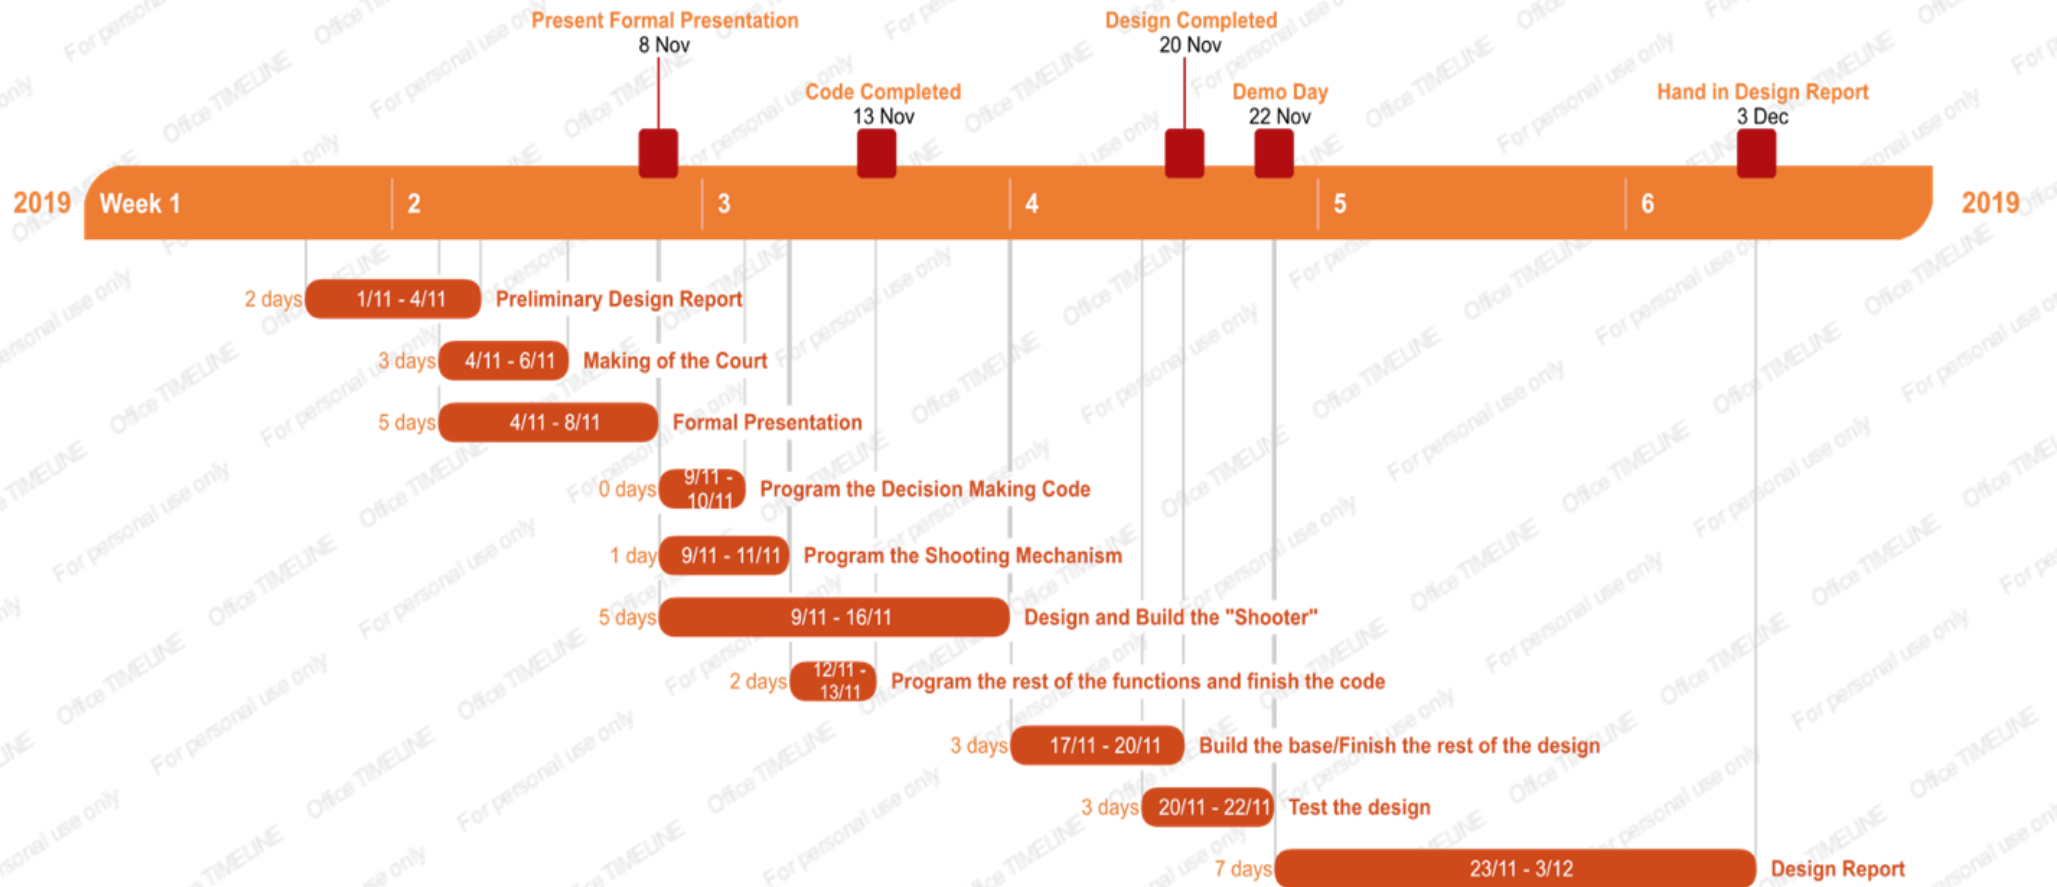 Present Formal Presentation
8 Nov
Design Completed
20 Nov
Code Completed
13 Nov
Demo Day
22 Nov
Hand in Design Report
3 Dec
2019 Week 1 2 3 4 5 6 2019
2 days 1/11 - 4/11 Preliminary Design Report
3 days 4/11 - 6/11 Making of the Court
5 days 4/11 - 8/11 Formal Presentation
0 days 9/11 -
10/11 Program the Decision Making Code
1 day 9/11 - 11/11 Program the Shooting Mechanism
5 days 9/11 - 16/11 Design and Build the "Shooter"
2 days 12/11 -
13/11 Program the rest of the functions and finish the code
3 days 17/11 - 20/11 Build the base/Finish the rest of the design
3 days 20/11 - 22/11 Test the design
7 days 23/11 - 3/12 Design Report
Office TIMELINE
For personal use only